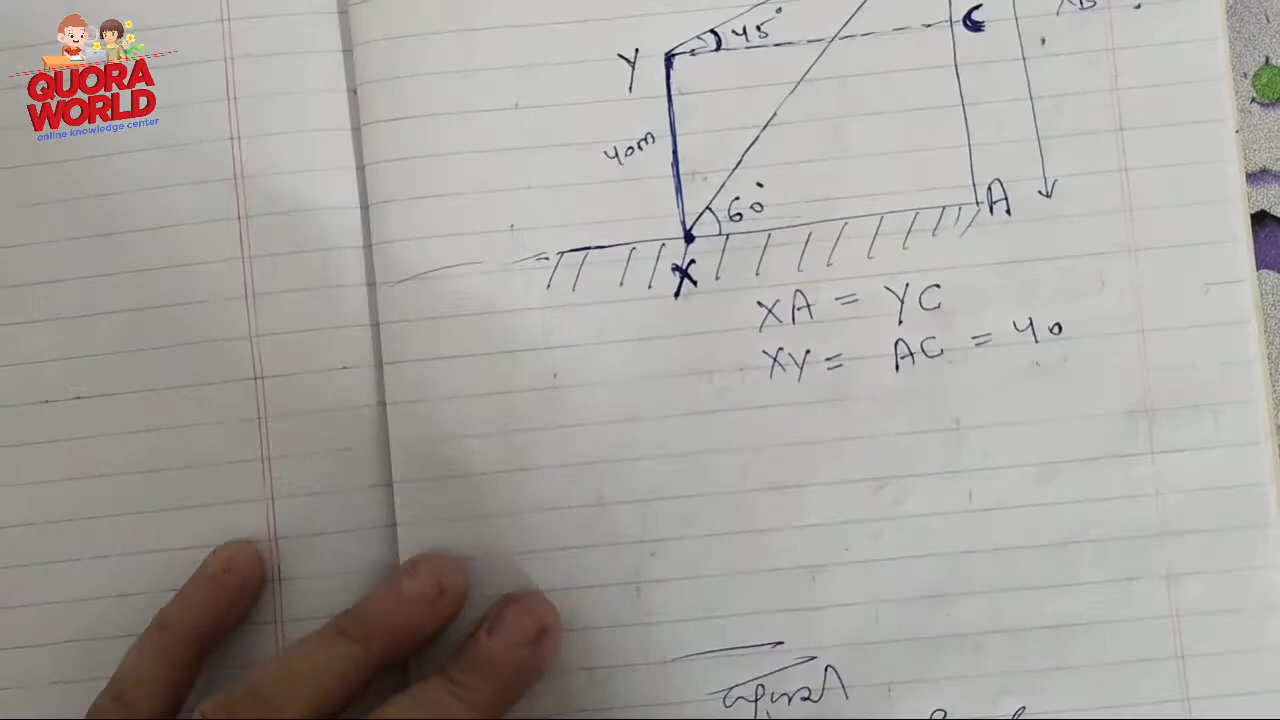 QUORA
WORLD
online knowledge center
45°
C
Y
40m
60°
A
X
XA = YC
XY = AC = 40